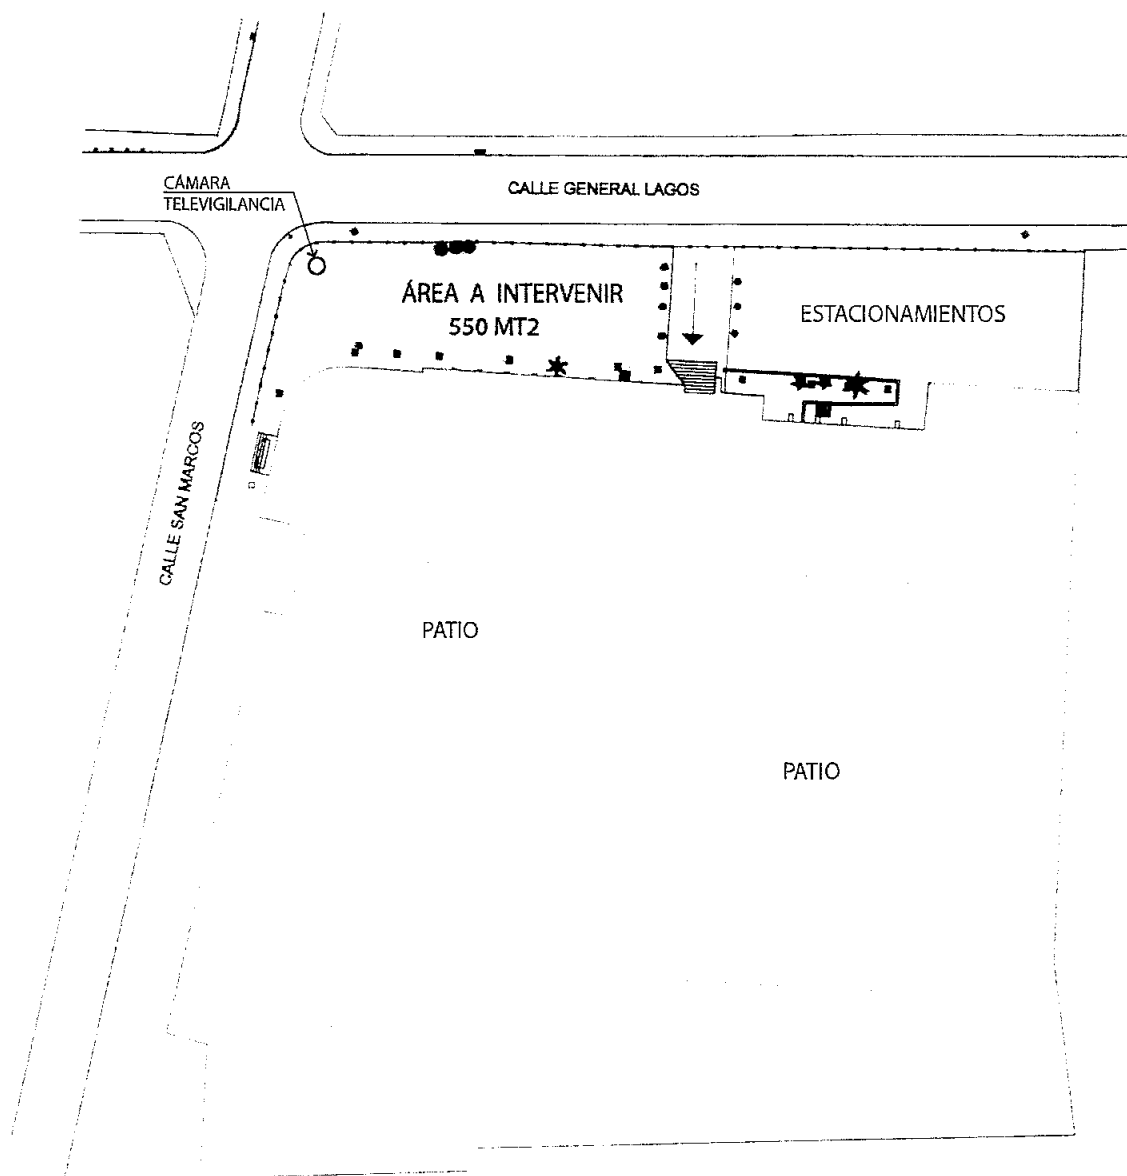 CÁMARA
TELEVIGILANCIA
CALLE GENERAL LAGOS
ÁREA A INTERVENIR
550 MT2
ESTACIONAMIENTOS
CALLE SAN MARCOS
PATIO
PATIO